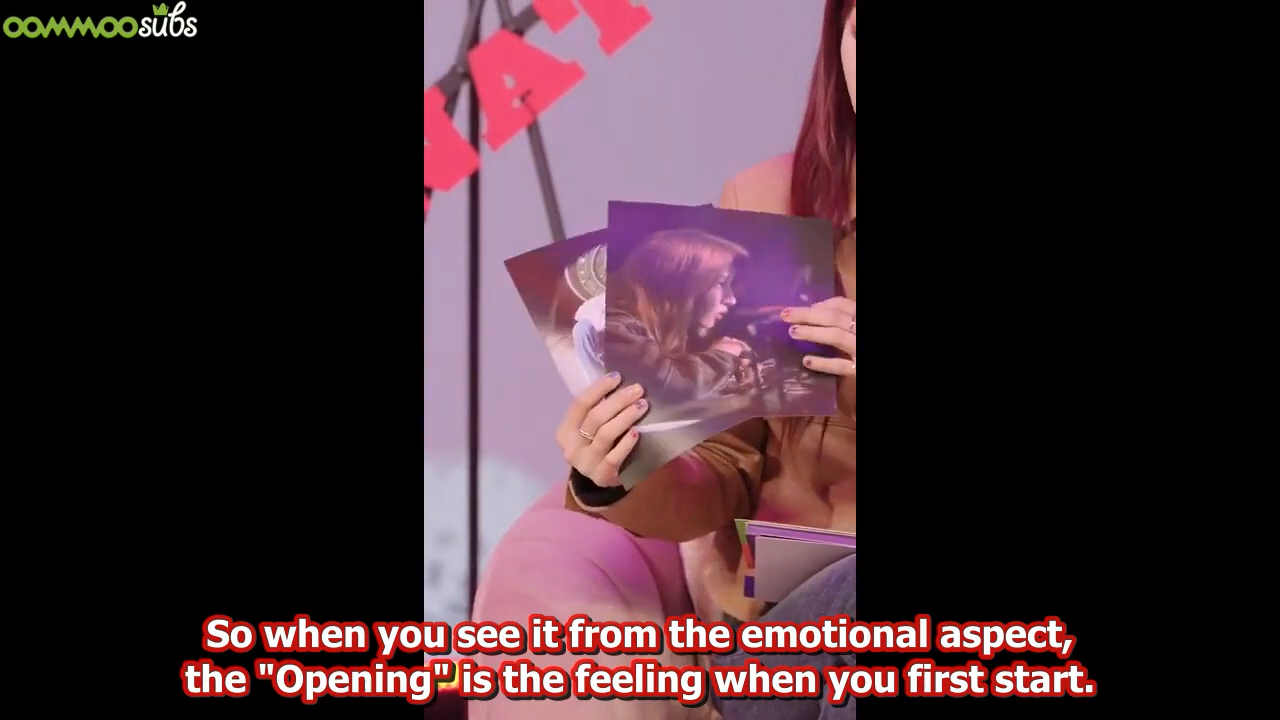 OOMMOOsubs
AT
So when you see it from the emotional aspect,
the "Opening" is the feeling when you first start.